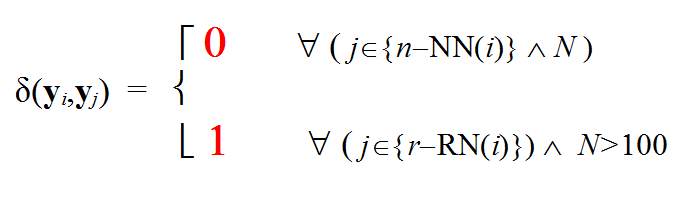 ⎡ 0 ∀ ( j∈{n–NN(i)} ∧ N )
δ(yᵢ,yⱼ) = {
⎣ 1 ∀ (j∈{r–RN(i)}) ∧ N>100